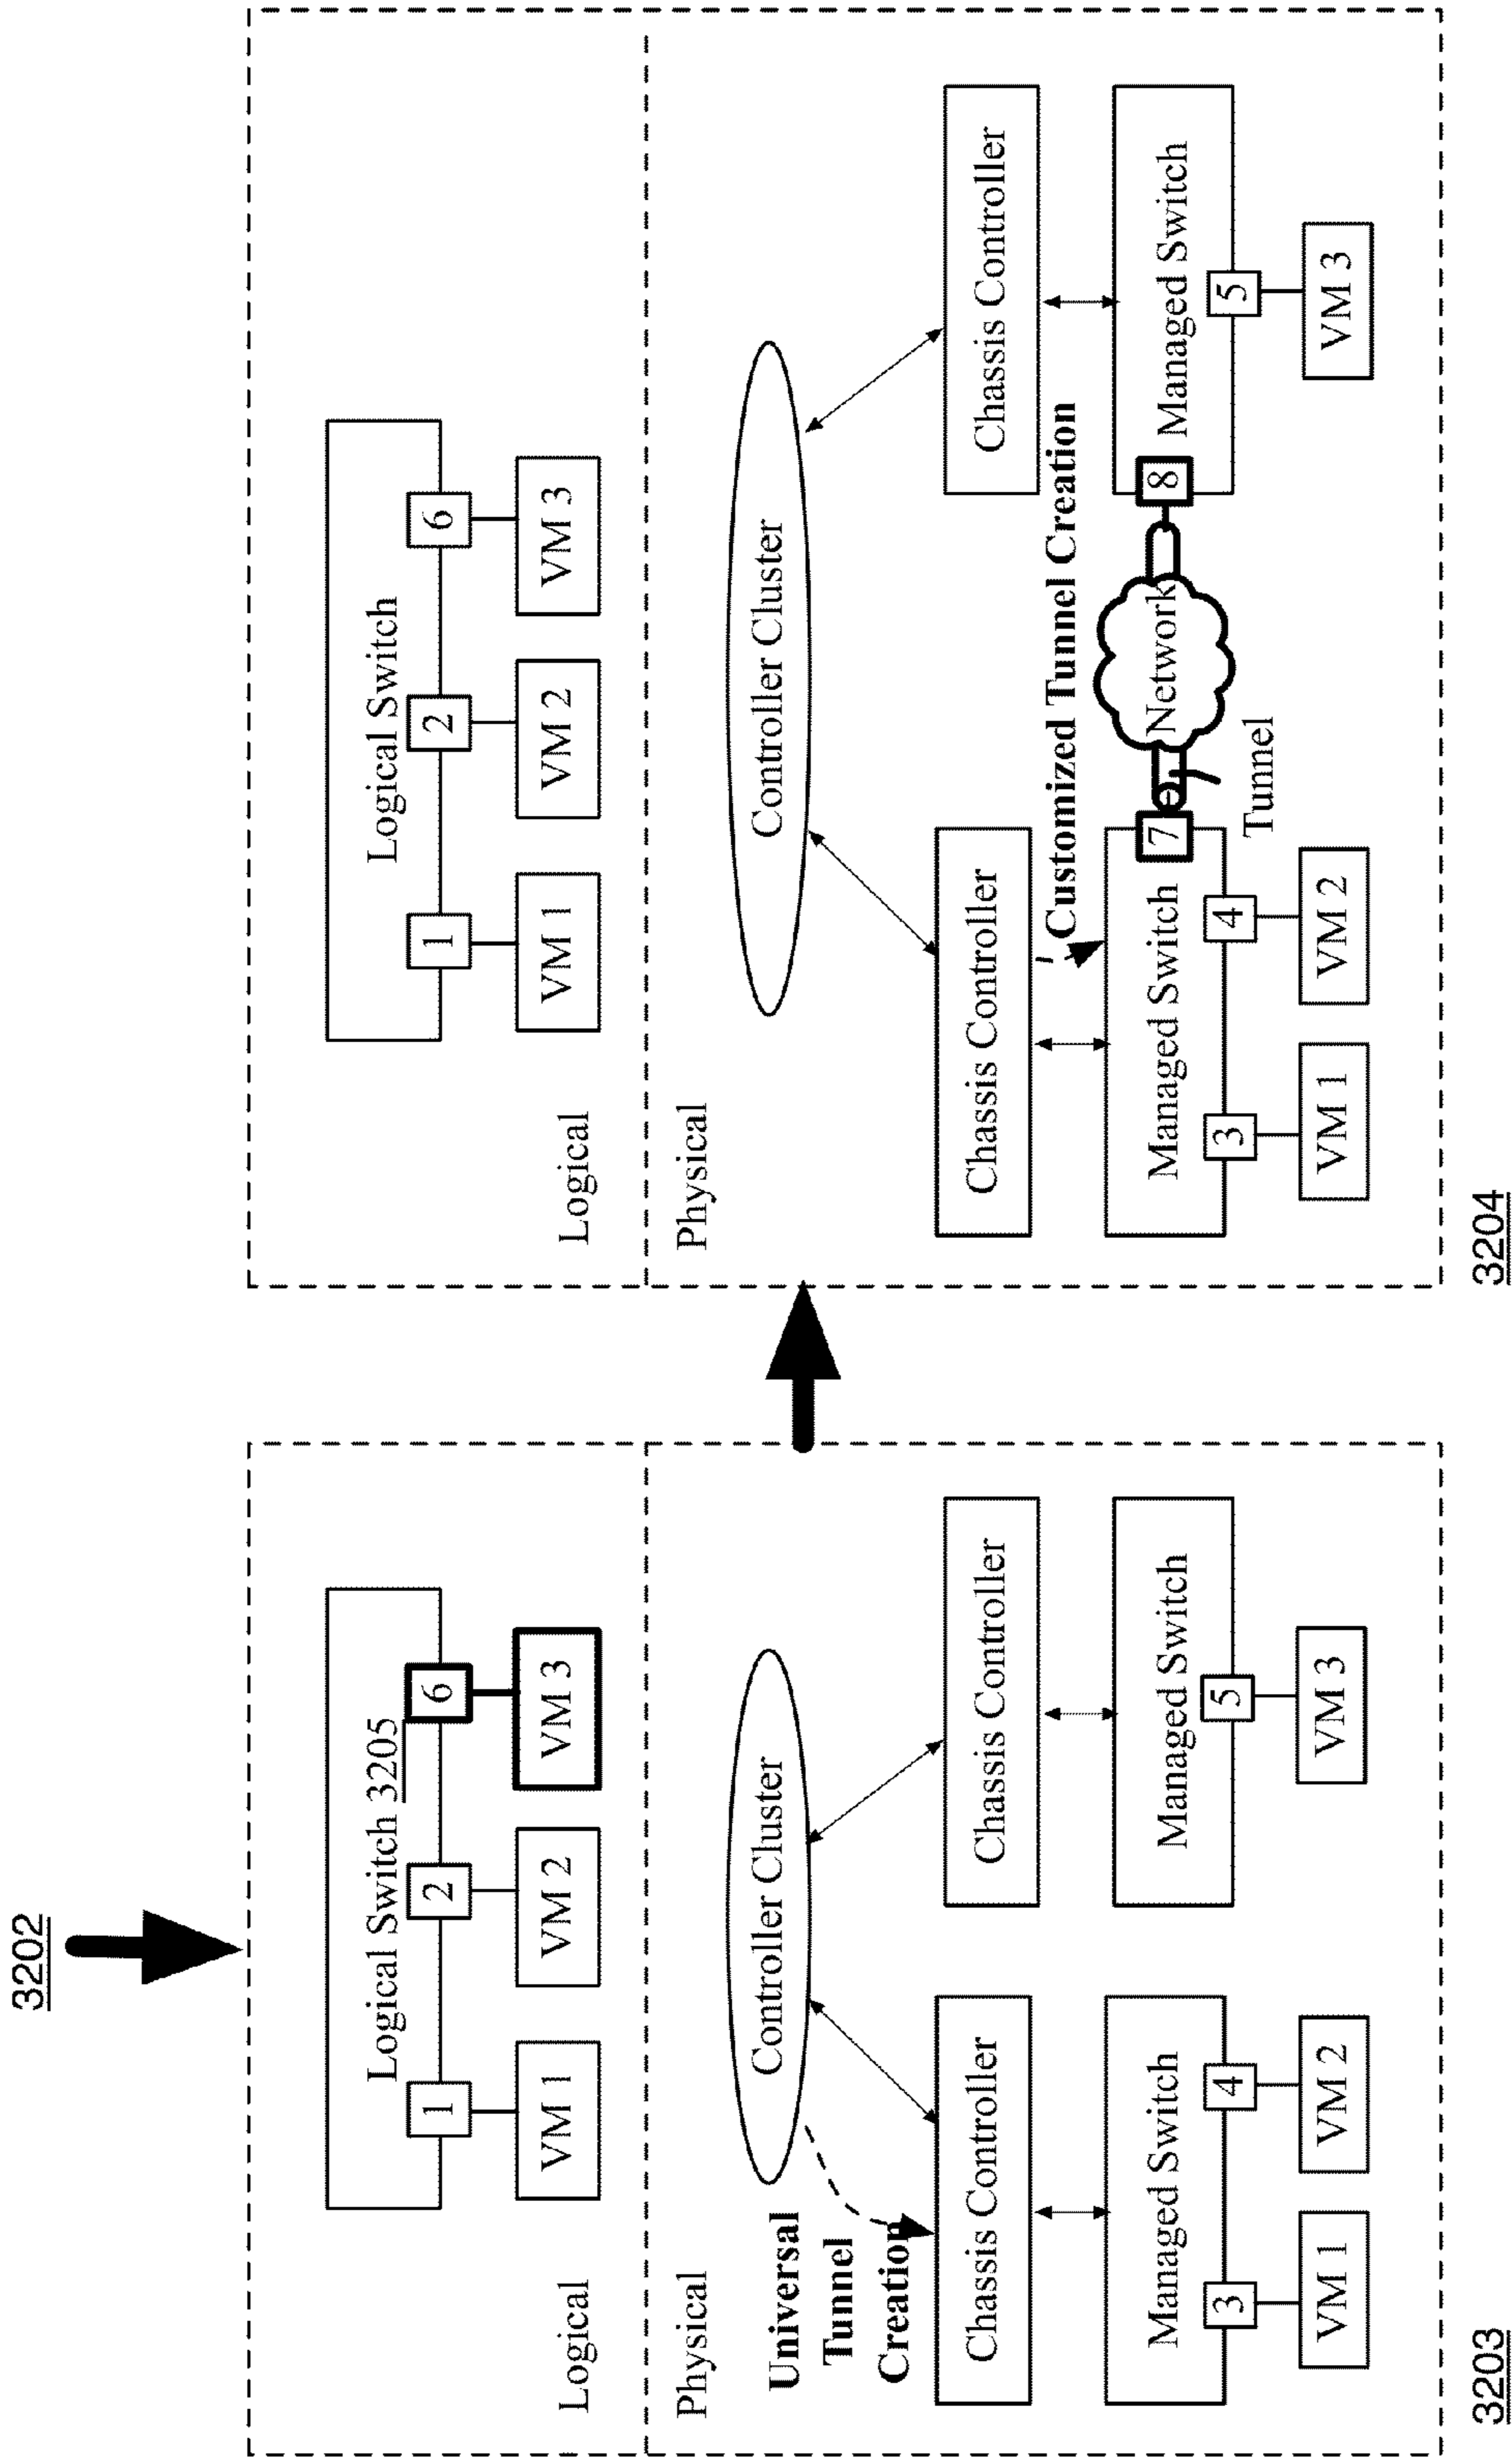 3202
Logical Switch 3205
1
2
6
VM 1
VM 2
VM 3
Logical
Physical
Controller Cluster
Universal
Tunnel
Creation
Chassis Controller
Chassis Controller
Managed Switch
Managed Switch
3
4
5
VM 1
VM 2
VM 3
3203
Logical Switch
1
2
6
VM 1
VM 2
VM 3
Logical
Physical
Controller Cluster
Chassis Controller
Chassis Controller
Customized Tunnel Creation
Managed Switch
7
Network
8
Managed Switch
3
4
Tunnel
5
VM 1
VM 2
VM 3
3204